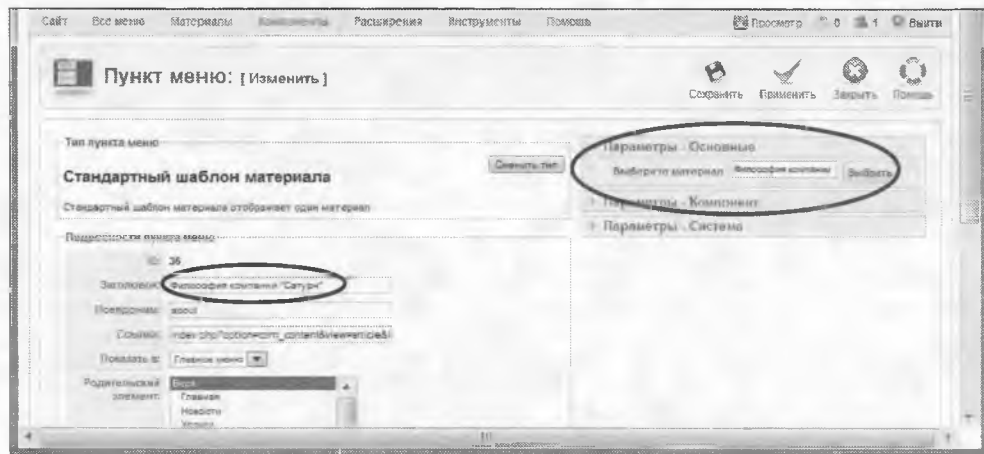 Сайт Все меню Материалы Компоненты Расширения Инструменты Помощь Просмотр 0 1 Выйти
Пункт меню: [ Изменить ]
Сохранить Применить Закрыть Помощь
Тип пункта меню
Сменить тип
Стандартный шаблон материала
Стандартный шаблон материала отображает один материал
Параметры - Основные
Выберите материал Философия компании Выбрать
Параметры - Компонент
Параметры - Система
Подробности пункта меню
ID: 36
Заголовок: Философия компании "Сатурн"
Псевдоним: about
Ссылка: index.php?option=com_content&view=article&i
Показать в: Главное меню
Родительский элемент: Верх
Главная
Новости
Услуги